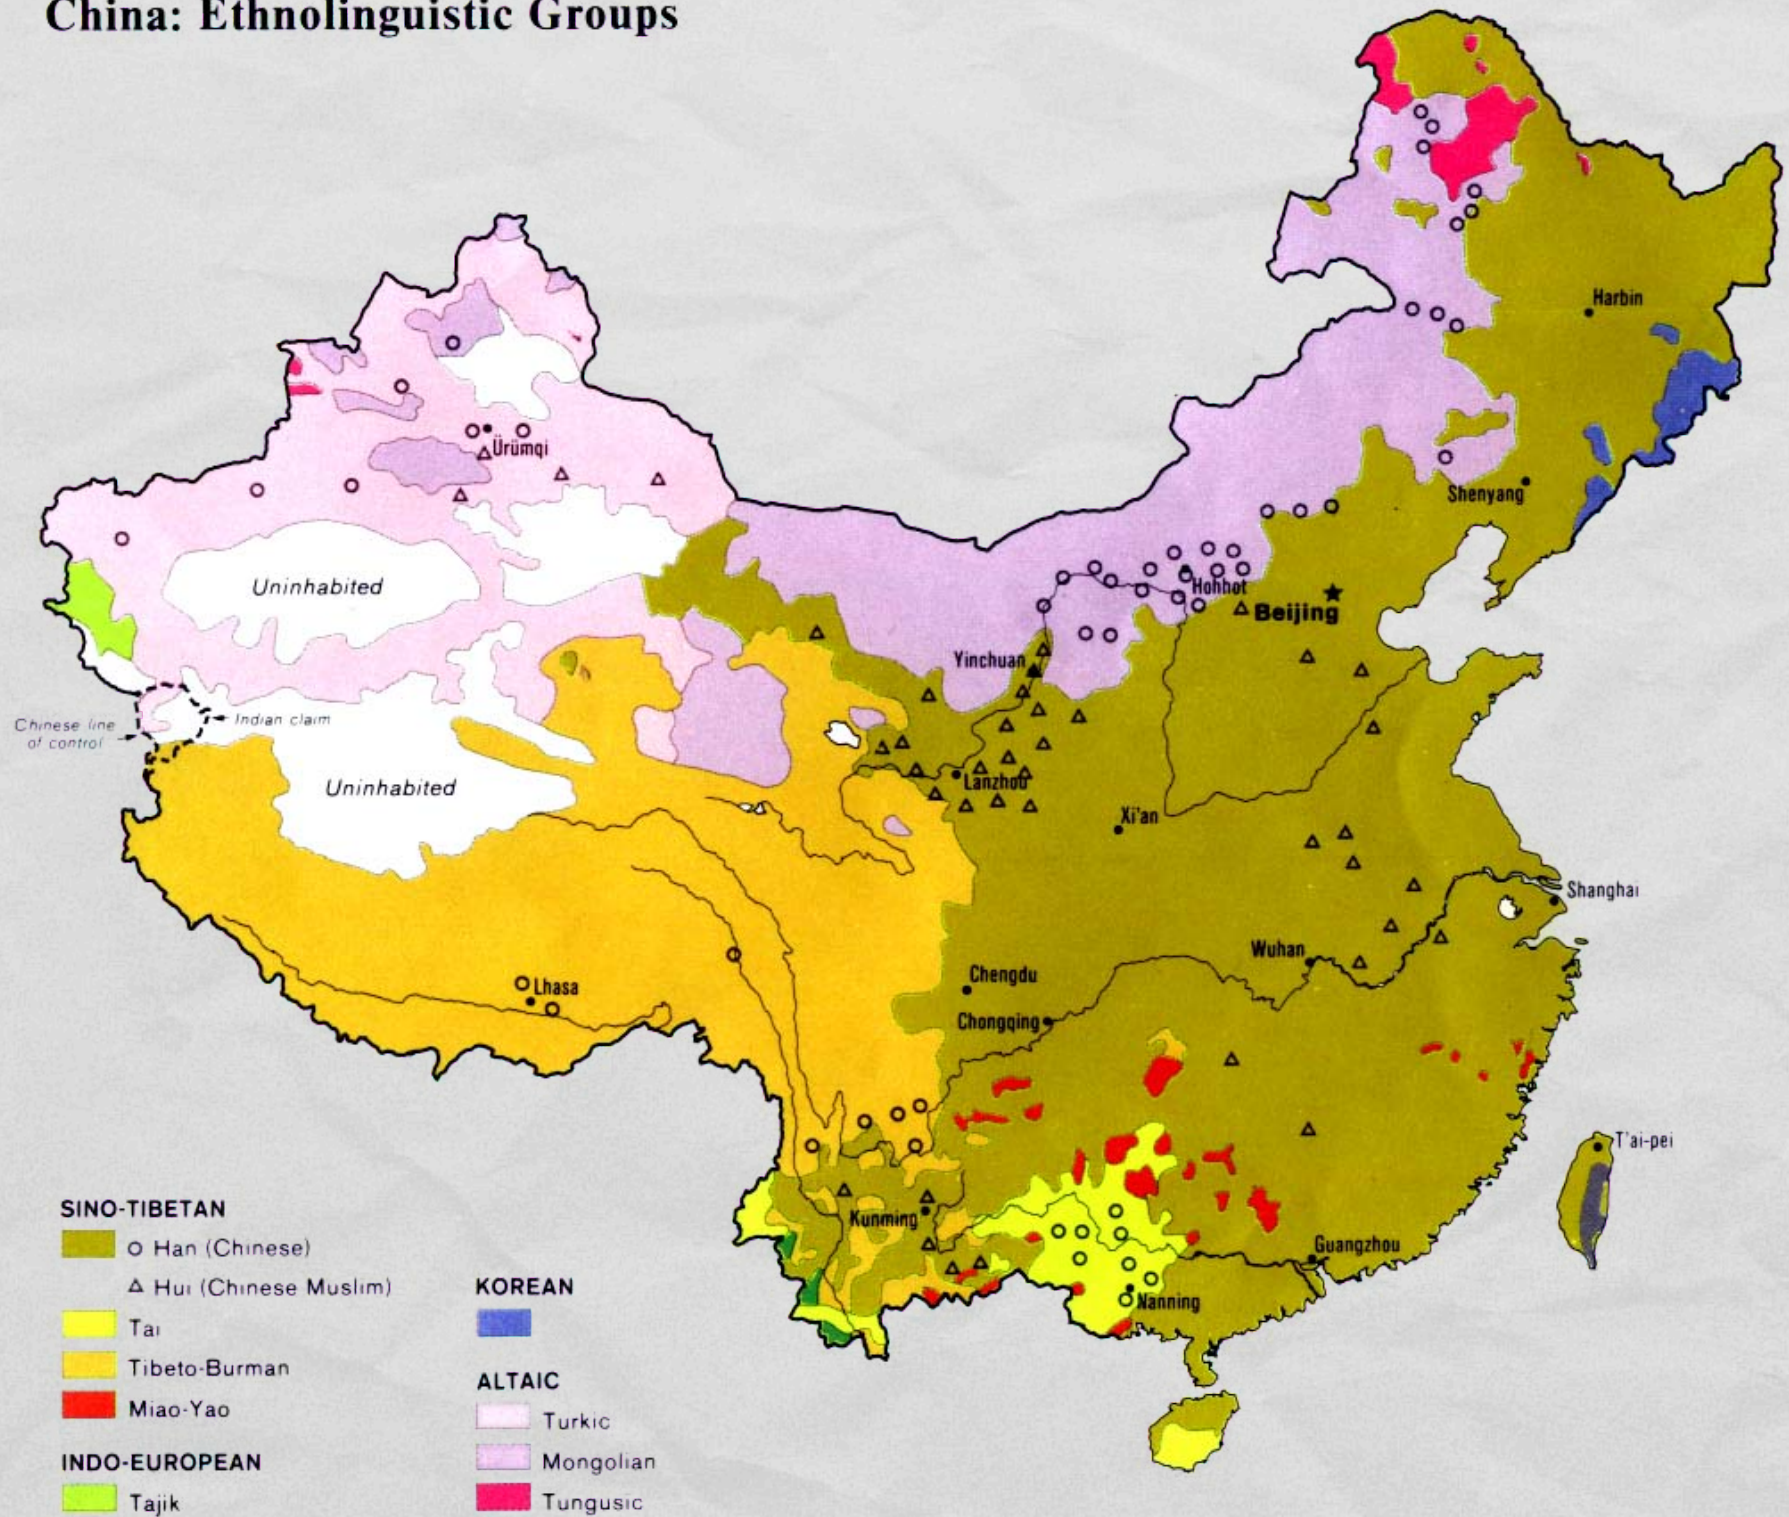 China: Ethnolinguistic Groups
Harbin
Ürümqi
Shenyang
Uninhabited
Hohhot
Beijing
Yinchuan
Chinese line
of control
Indian claim
Uninhabited
Lanzhou
Xi'an
Shanghai
Wuhan
Lhasa
Chengdu
Chongqing
T'ai-pei
Kunming
Guangzhou
Nanning
SINO-TIBETAN
Han (Chinese)
Hui (Chinese Muslim)
Tai
Tibeto-Burman
Miao-Yao
INDO-EUROPEAN
Tajik
KOREAN
ALTAIC
Turkic
Mongolian
Tungusic